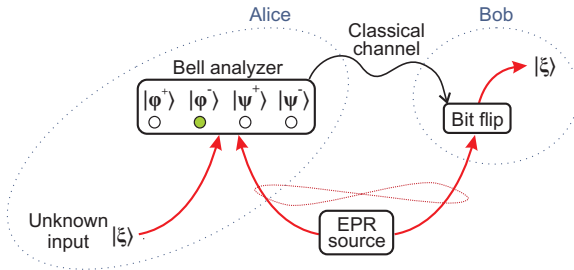 Alice
Bob
Classical
channel
Bell analyzer
|φ⁺⟩ |φ⁻⟩ |ψ⁺⟩ |ψ⁻⟩
|ξ⟩
Bit flip
Unknown
input |ξ⟩
EPR
source